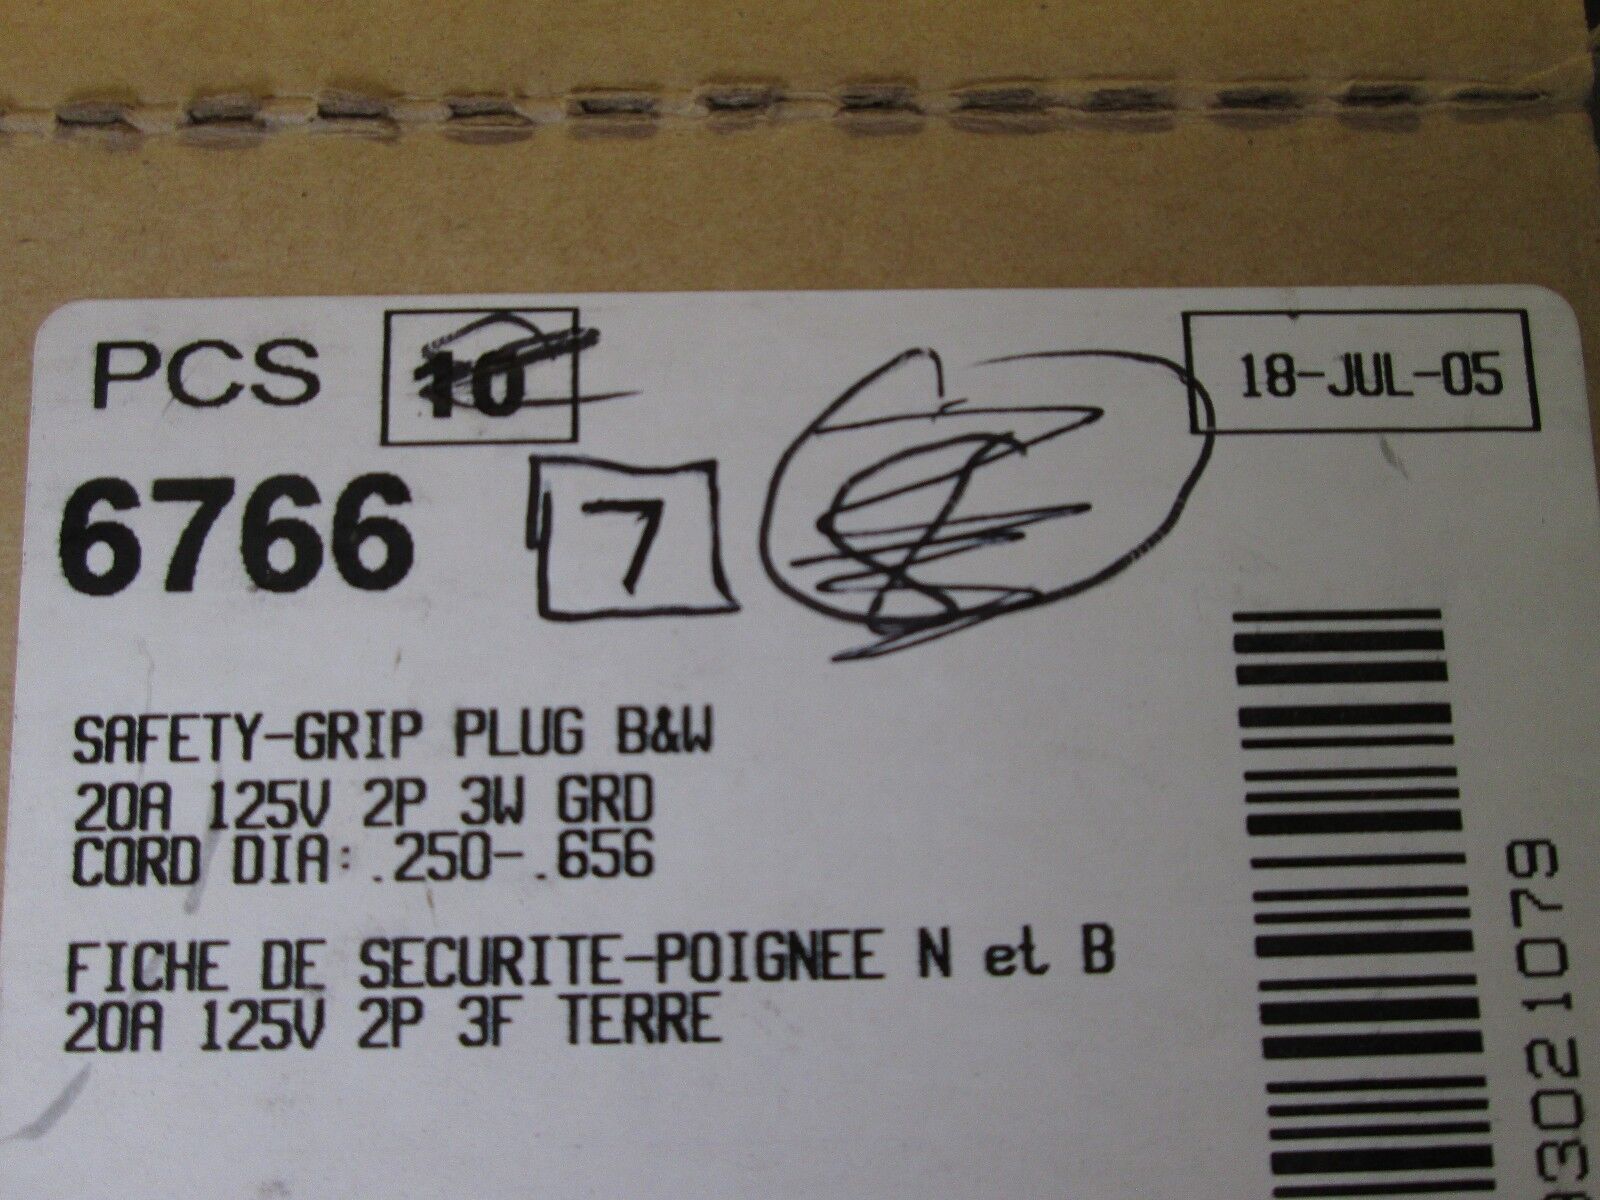 PCS 10 18-JUL-05
6766 7
SAFETY-GRIP PLUG B&W
20A 125V 2P 3W GRD
CORD DIA: .250-.656
FICHE DE SECURITE-POIGNEE N et B
20A 125V 2P 3F TERRE
3021079